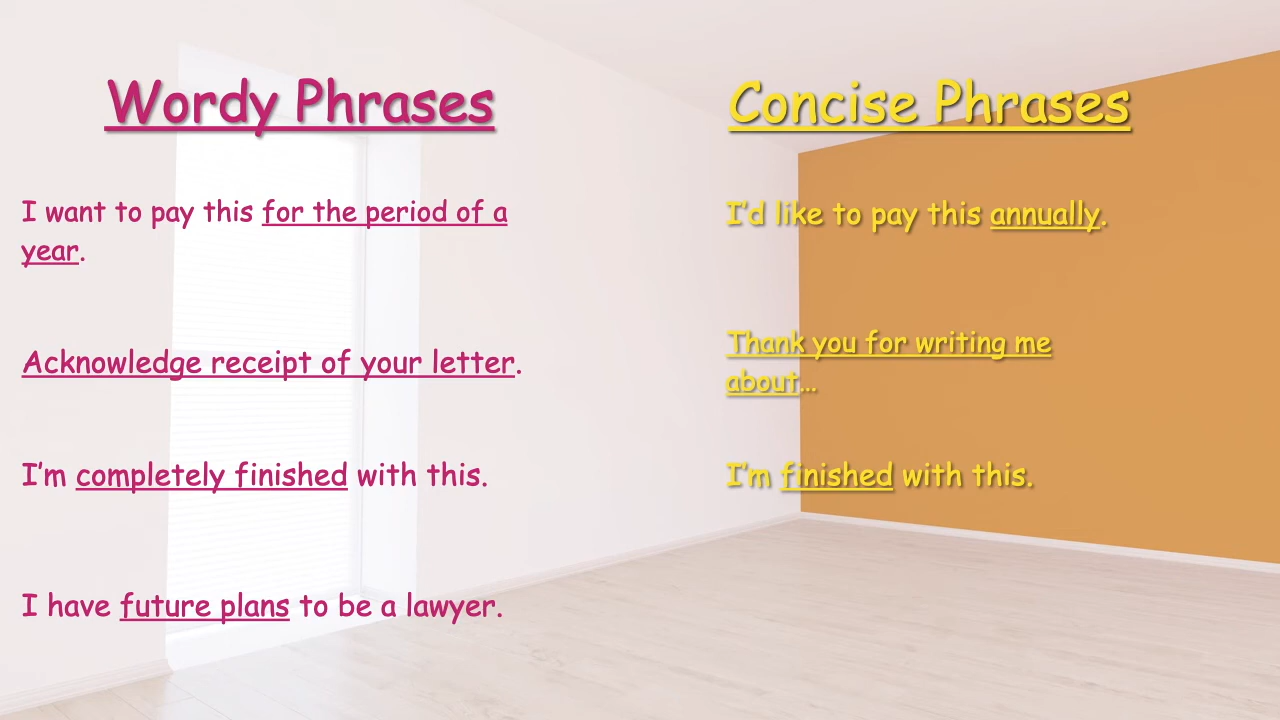 Wordy Phrases
Concise Phrases
I want to pay this for the period of a
year.
I'd like to pay this annually.
Acknowledge receipt of your letter.
Thank you for writing me
about...
I'm completely finished with this.
I'm finished with this.
I have future plans to be a lawyer.